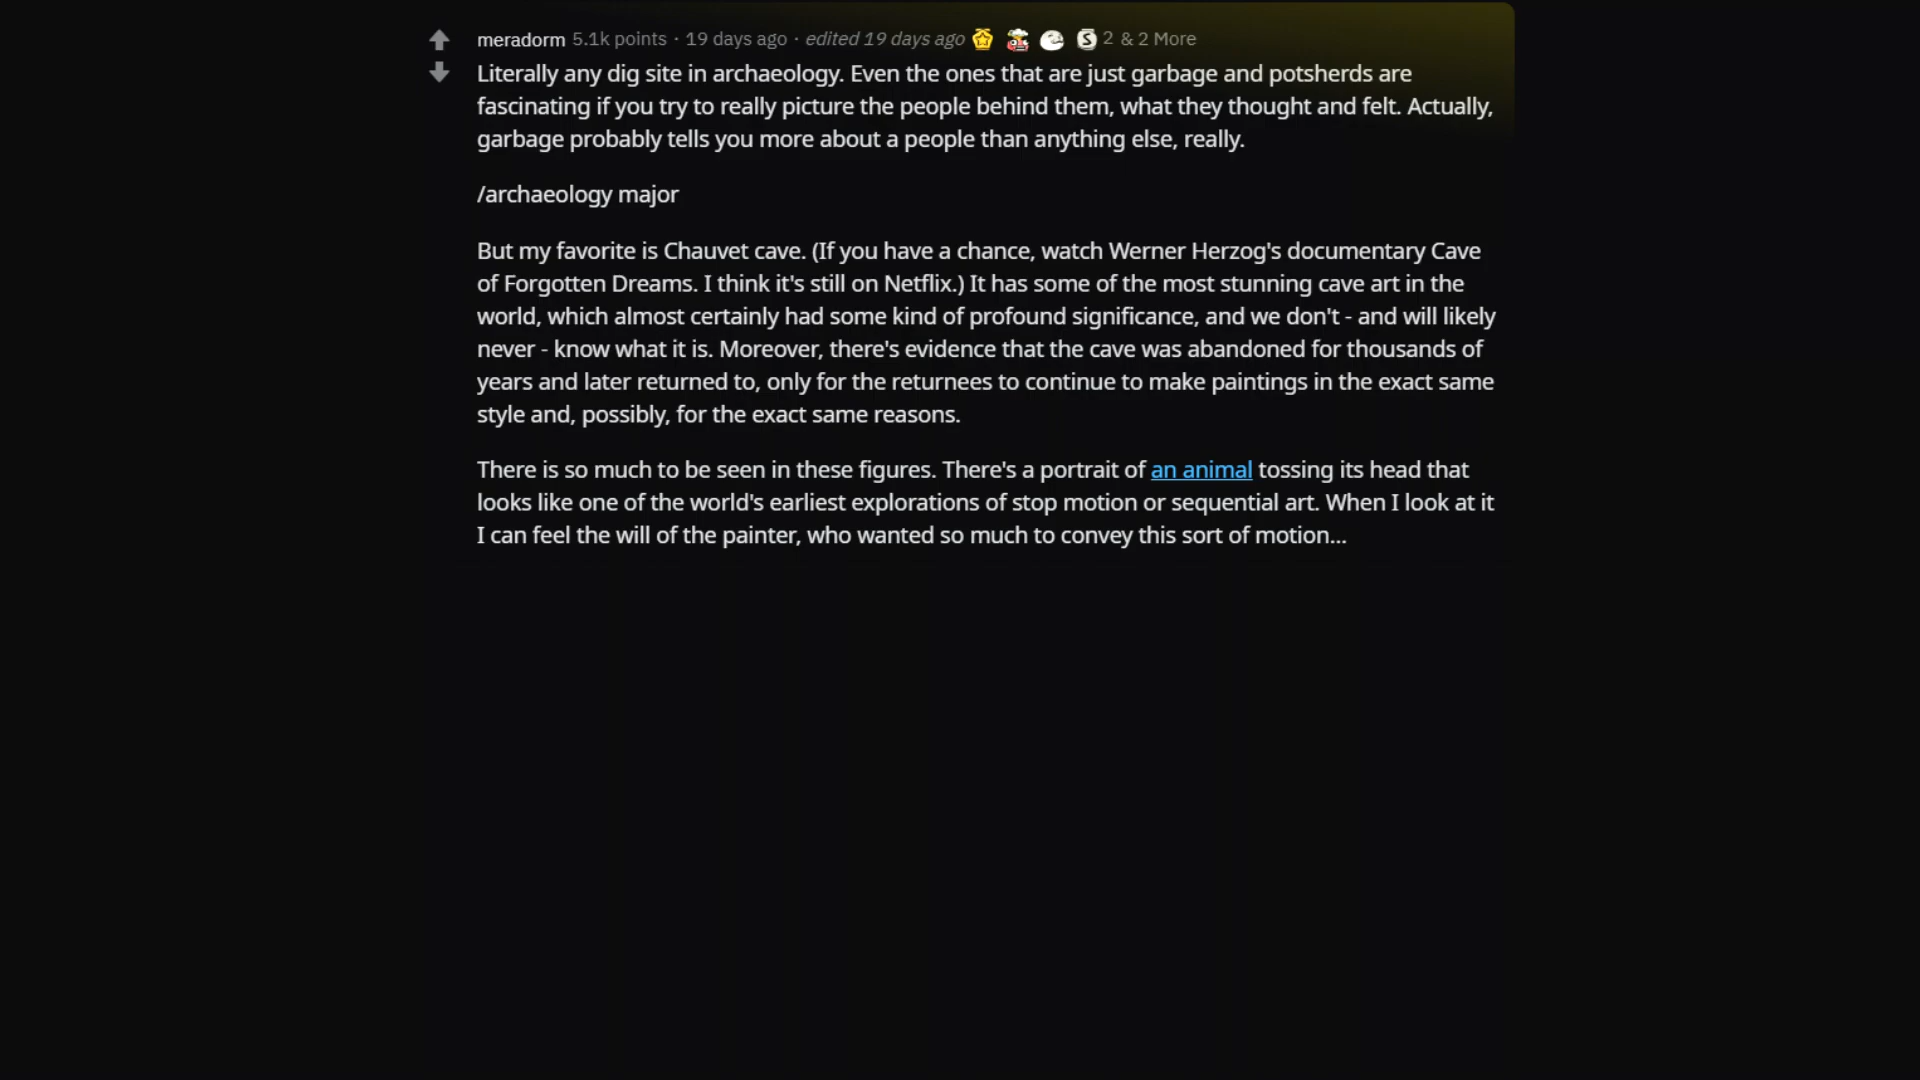 meradorm 5.1k points · 19 days ago · edited 19 days ago S 2 & 2 More
Literally any dig site in archaeology. Even the ones that are just garbage and potsherds are
fascinating if you try to really picture the people behind them, what they thought and felt. Actually,
garbage probably tells you more about a people than anything else, really.
/archaeology major
But my favorite is Chauvet cave. (If you have a chance, watch Werner Herzog's documentary Cave
of Forgotten Dreams. I think it's still on Netflix.) It has some of the most stunning cave art in the
world, which almost certainly had some kind of profound significance, and we don't - and will likely
never - know what it is. Moreover, there's evidence that the cave was abandoned for thousands of
years and later returned to, only for the returnees to continue to make paintings in the exact same
style and, possibly, for the exact same reasons.
There is so much to be seen in these figures. There's a portrait of an animal tossing its head that
looks like one of the world's earliest explorations of stop motion or sequential art. When I look at it
I can feel the will of the painter, who wanted so much to convey this sort of motion...